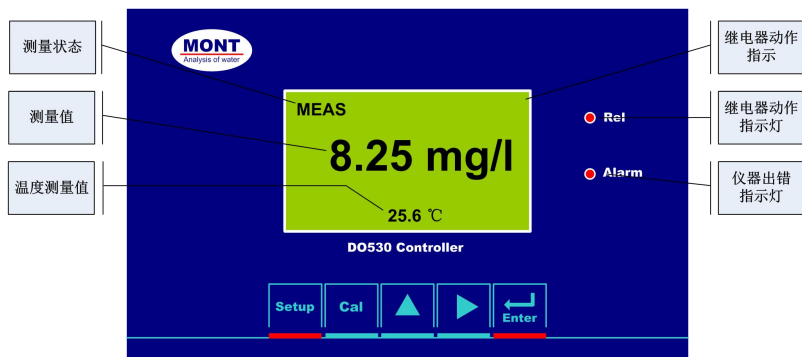 测量状态
测量值
温度测量值
MONT
Analysis of water
MEAS
8.25 mg/l
25.6 ℃
DO530 Controller
Rel
Alarm
Setup
Cal
Enter
继电器动作
指示
继电器动作
指示灯
仪器出错
指示灯